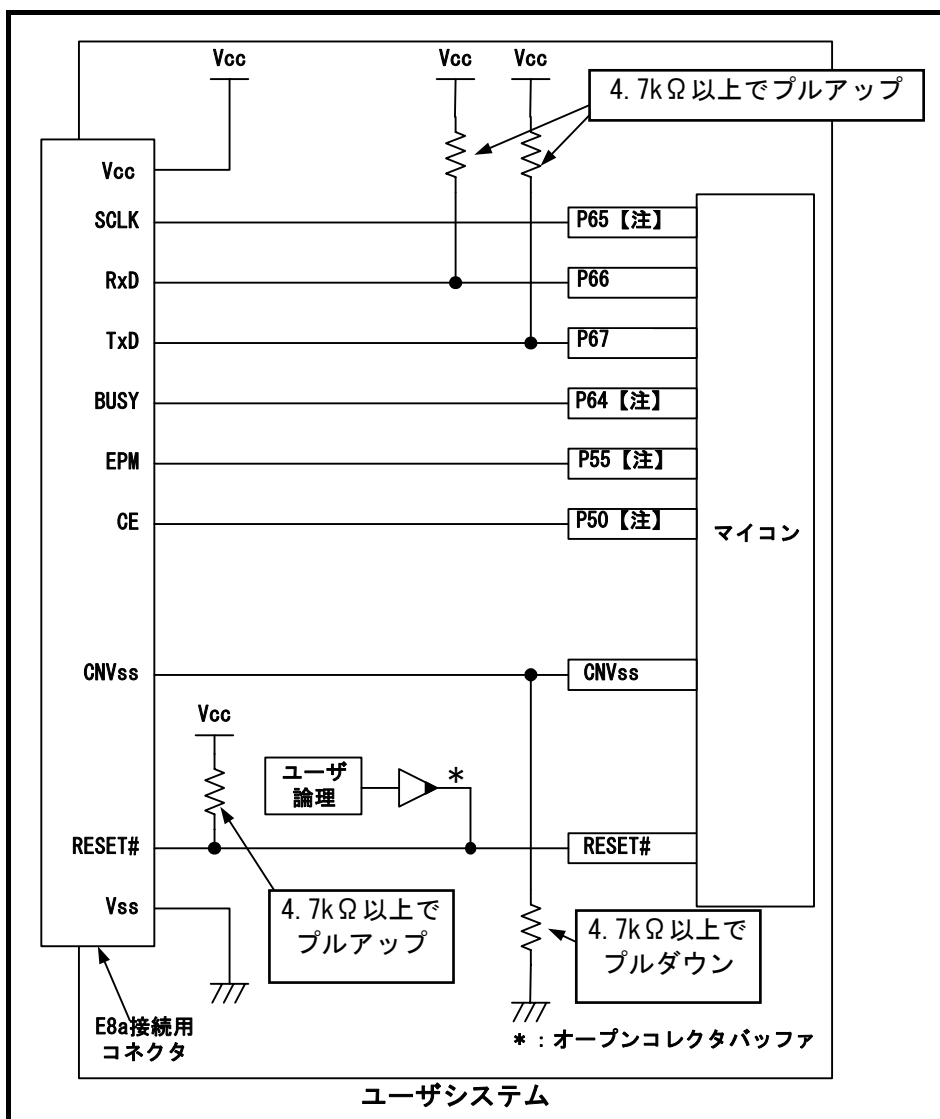 Vcc
Vcc
Vcc
4.7kΩ以上でプルアップ
Vcc
SCLK
P65【注】
RxD
P66
TxD
P67
BUSY
P64【注】
EPM
P55【注】
CE
P50【注】
マイコン
CNVss
CNVss
Vcc
ユーザ
論理
*
RESET#
RESET#
Vss
4.7kΩ以上で
プルアップ
4.7kΩ以上で
プルダウン
E8a接続用
コネクタ
*:オープンコレクタバッファ
ユーザシステム